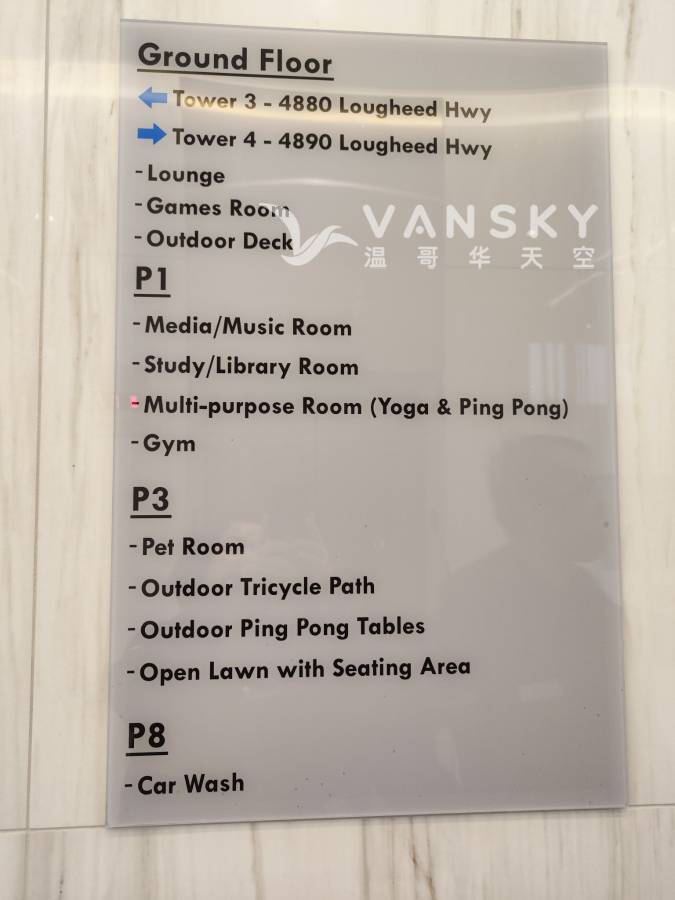 Ground Floor
Tower 3 - 4880 Lougheed Hwy
Tower 4 - 4890 Lougheed Hwy
- Lounge
- Games Room
- Outdoor Deck
VANSKY
温哥华天空
P1
- Media/Music Room
- Study/Library Room
- Multi-purpose Room (Yoga & Ping Pong)
- Gym
P3
- Pet Room
- Outdoor Tricycle Path
- Outdoor Ping Pong Tables
- Open Lawn with Seating Area
P8
- Car Wash